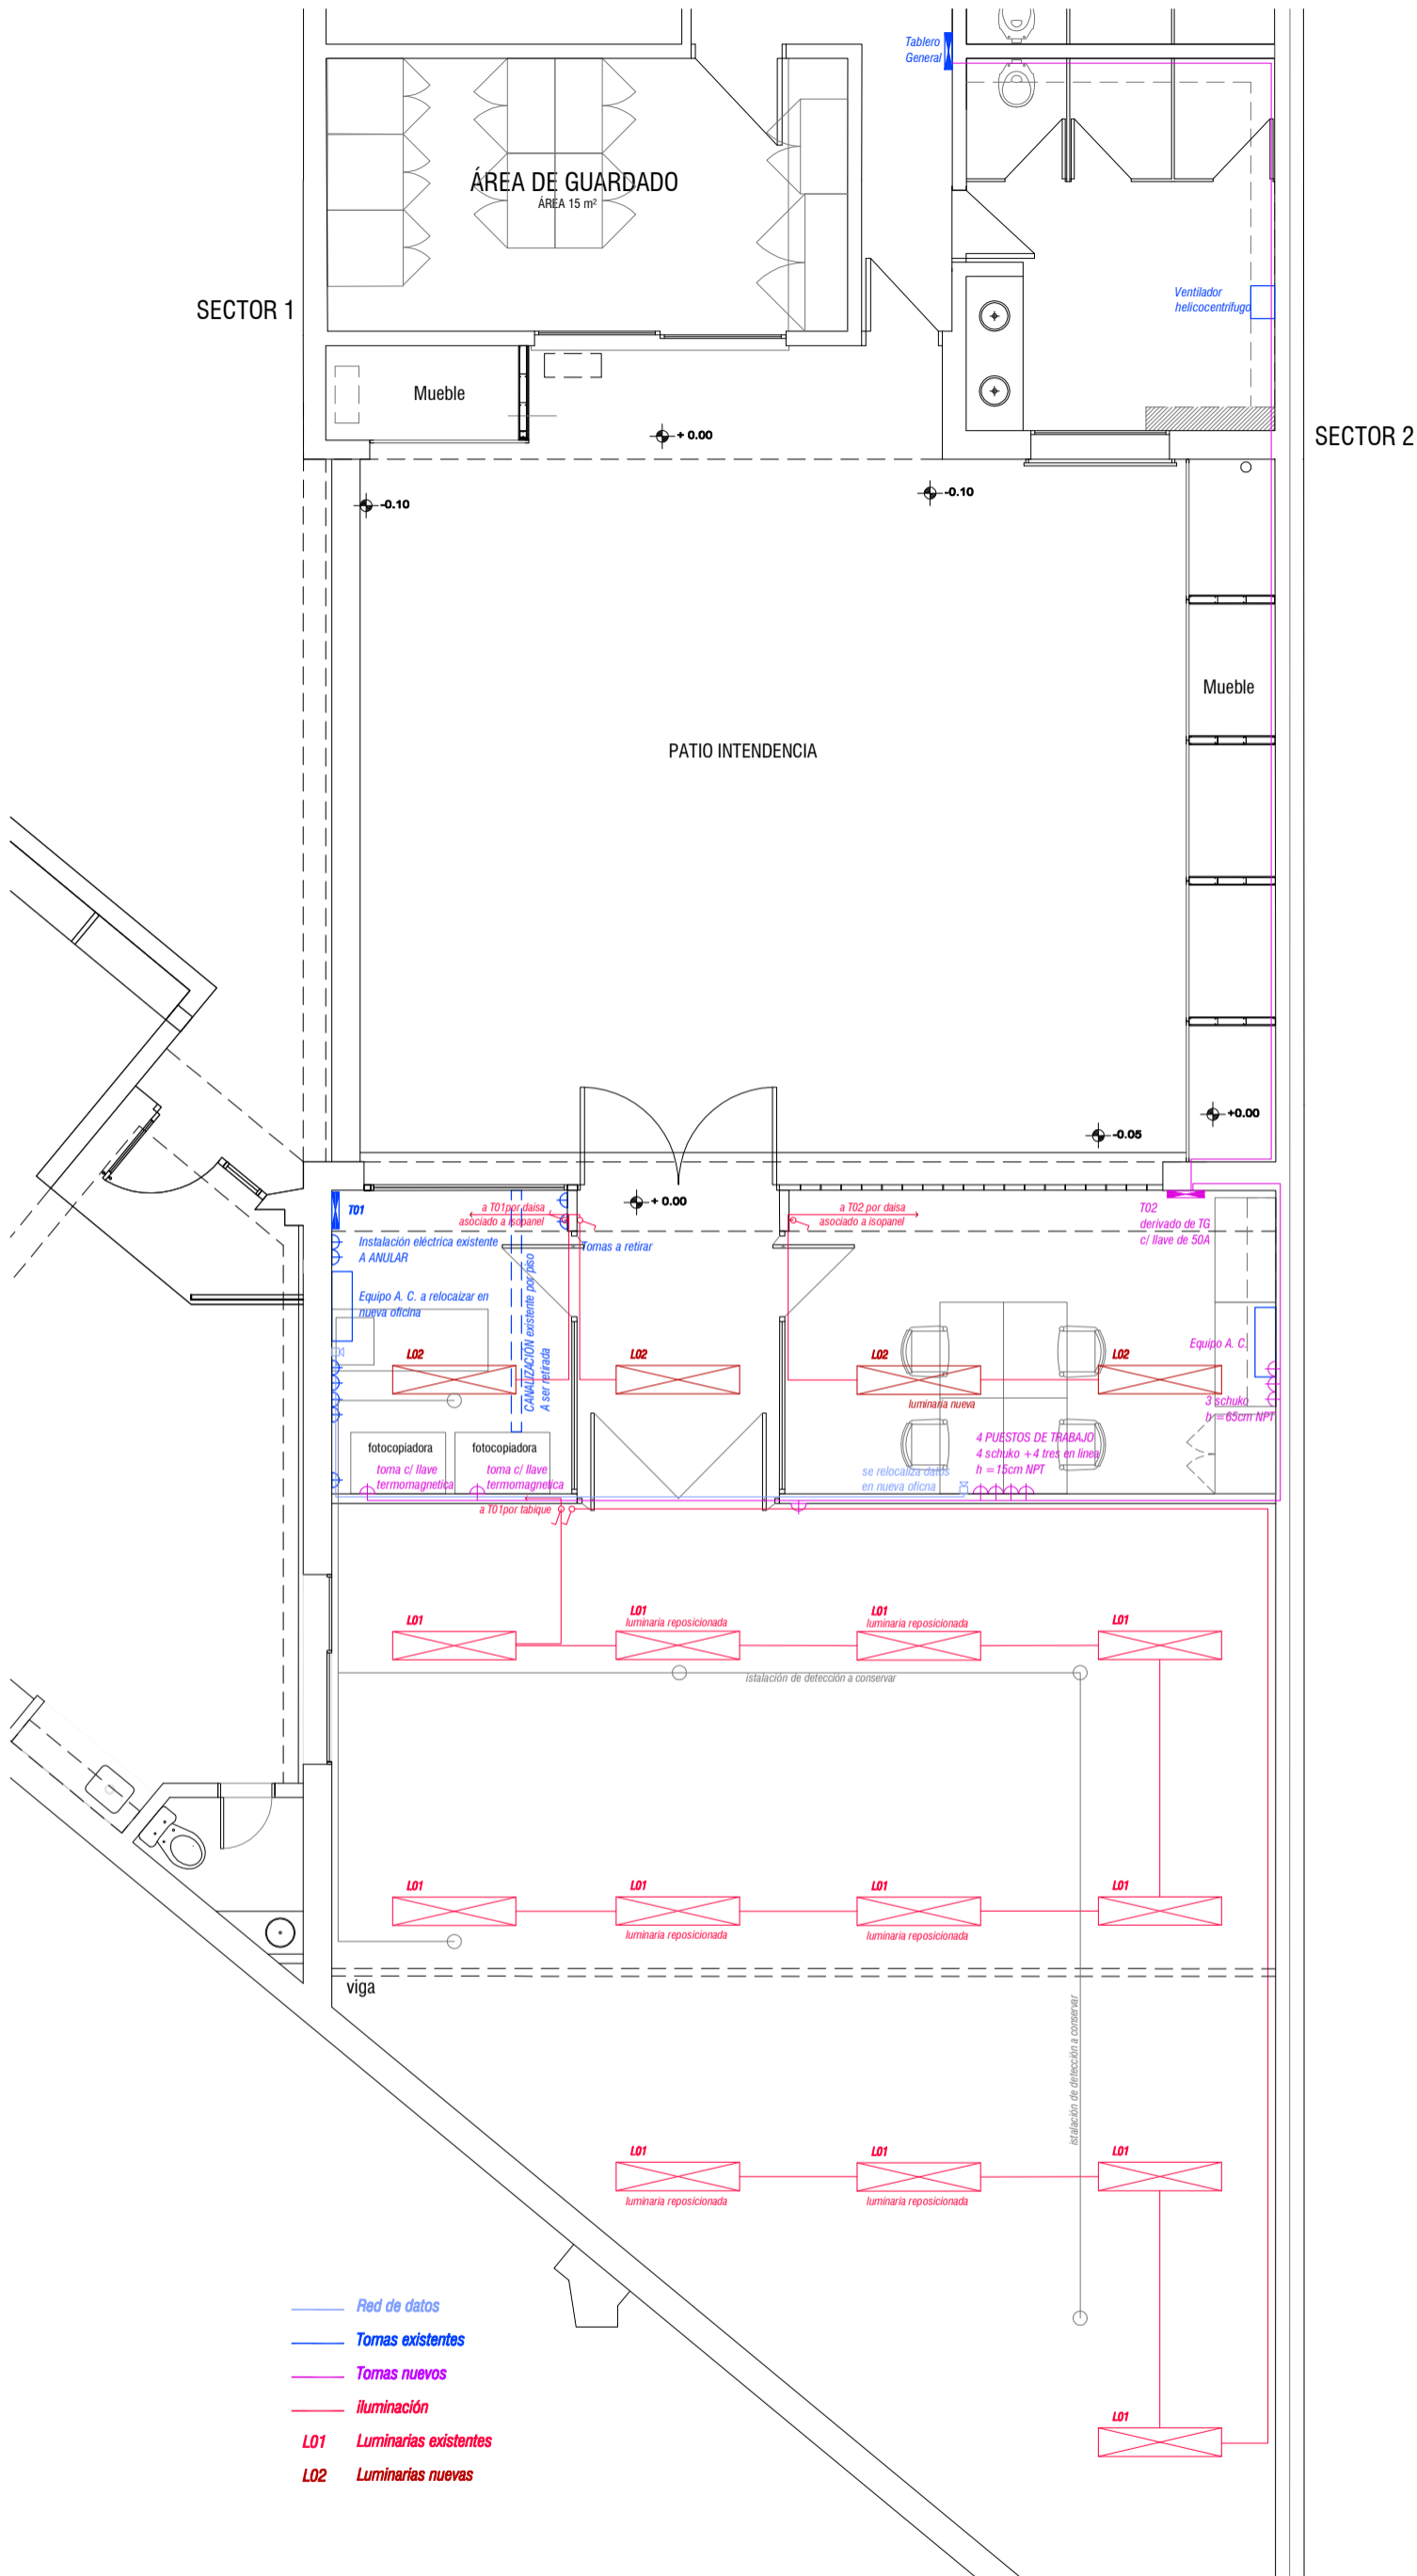 Tablero
General
ÁREA DE GUARDADO
ÁREA 15 m²
SECTOR 1
Ventilador
helicocentrífugo
Mueble
+ 0.00
SECTOR 2
-0.10
-0.10
Mueble
PATIO INTENDENCIA
+0.00
-0.05
T01
a T01por daisa
asociado a isopanel
+ 0.00
a T02 por daisa
asociado a isopanel
T02
derivado de TG
c/ llave de 50A
Instalación eléctrica existente
A ANULAR
Tomas a retirar
CANALIZACIÓN existente por piso
A ser retirada
Equipo A. C. a relocaizar en
nueva oficina
Equipo A. C.
L02
L02
L02
L02
luminaria nueva
3 schuko
h =65cm NPT
fotocopiadora
fotocopiadora
4 PUESTOS DE TRABAJO
4 schuko +4 tres en línea
h =15cm NPT
toma c/ llave
termomagnetica
toma c/ llave
termomagnetica
se relocaliza datos
en nueva oficna
a T01por tabique
L01
L01
luminaria reposicionada
L01
luminaria reposicionada
L01
istalación de detección a conservar
L01
L01
luminaria reposicionada
L01
luminaria reposicionada
L01
viga
istalación de detección a conservar
L01
luminaria reposicionada
L01
luminaria reposicionada
L01
L01
Red de datos
Tomas existentes
Tomas nuevos
iluminación
L01 Luminarias existentes
L02 Luminarias nuevas